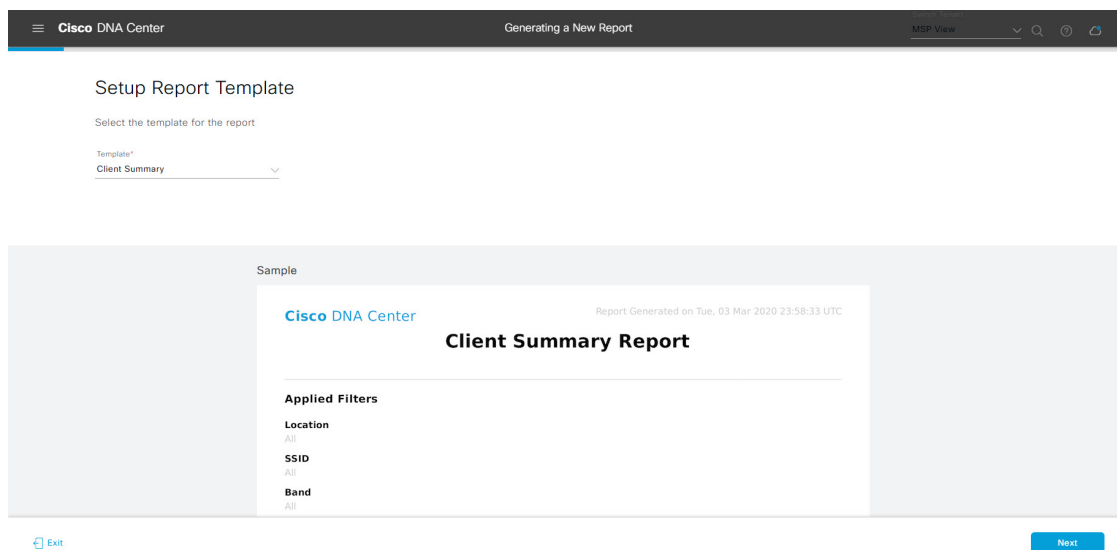 Cisco DNA Center
Generating a New Report
MSP View
Setup Report Template
Select the template for the report
Template*
Client Summary
Sample
Cisco DNA Center
Report Generated on Tue, 03 Mar 2020 23:58:33 UTC
Client Summary Report
Applied Filters
Location
All
SSID
All
Band
All
Exit
Next